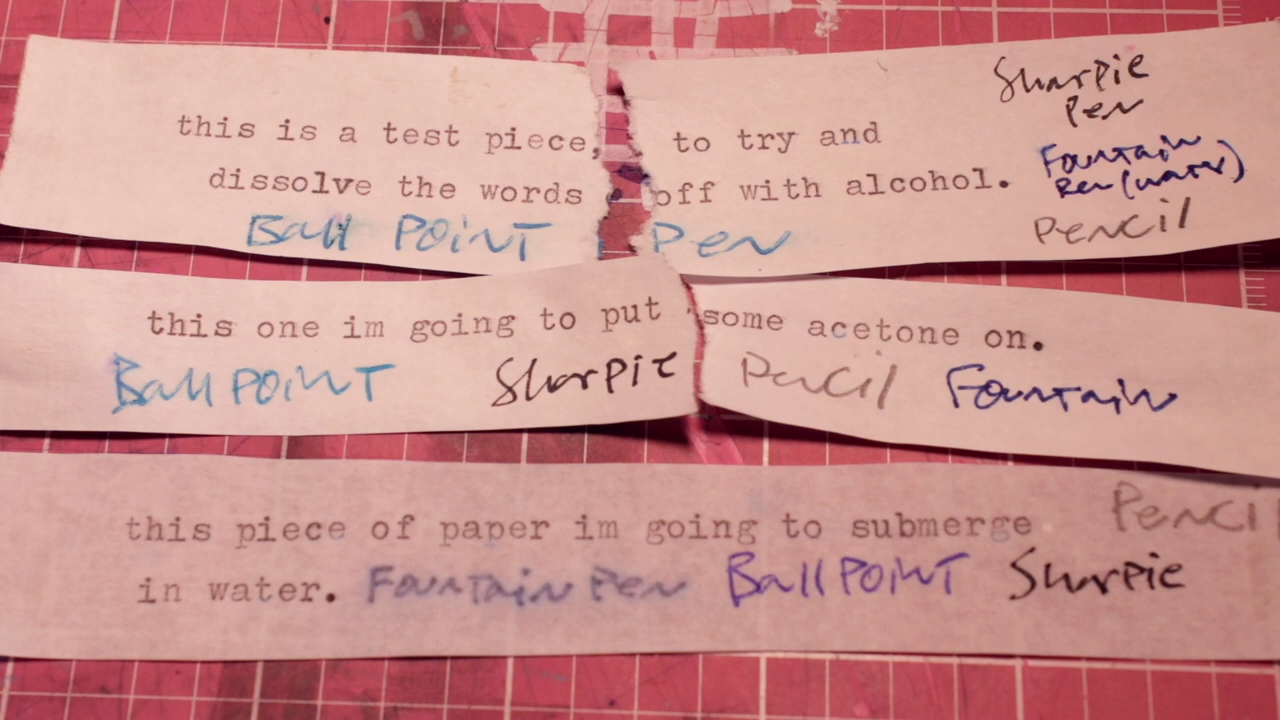 this is a test piece, to try and
dissolve the words off with alcohol.
Ball Point Pen
Sharpie
Pen
Fountain
Pen (water)
Pencil
this one im going to put some acetone on.
Ball Point Sharpie Pencil Fountain
this piece of paper im going to submerge
in water. Fountain Pen Ball Point Sharpie
Pencil